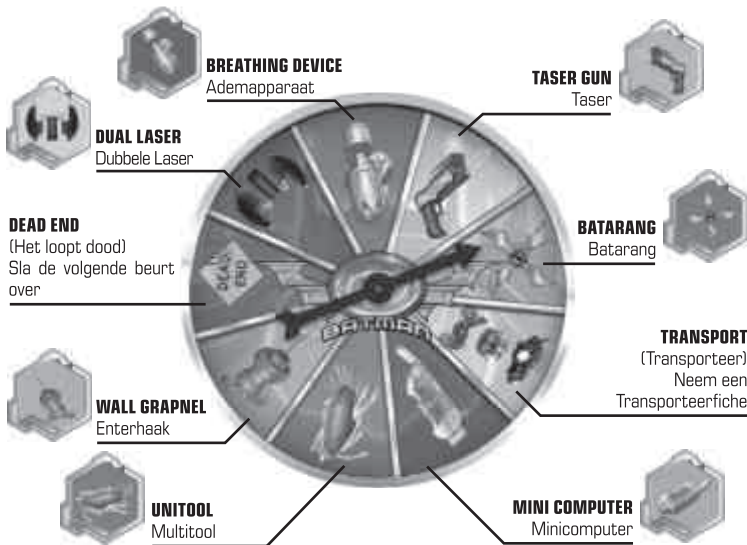 BREATHING DEVICE
Ademapparaat
TASER GUN
Taser
DUAL LASER
Dubbele Laser
DEAD END
(Het loopt dood)
Sla de volgende beurt
over
BATARANG
Batarang
DEAD
END
BATMAN
TRANSPORT
(Transporteer)
Neem een
Transporteerfiche
WALL GRAPNEL
Enterhaak
UNITOOL
Multitool
MINI COMPUTER
Minicomputer